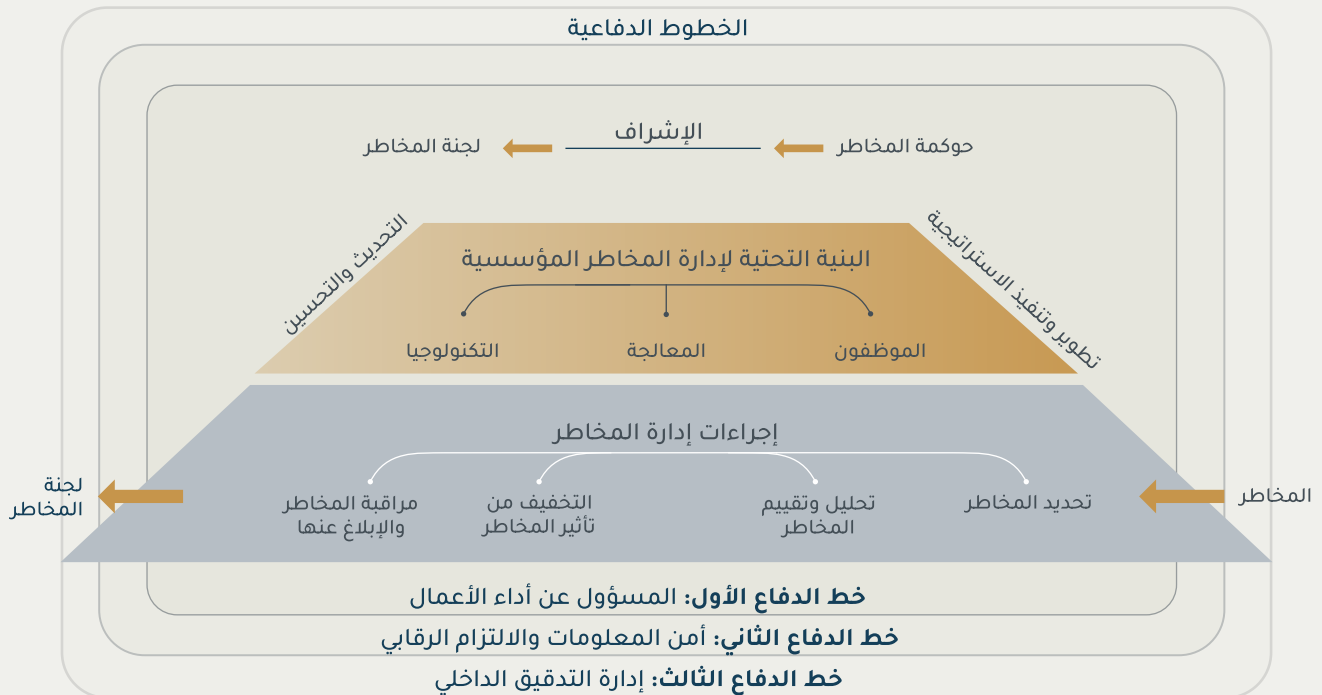 الخطوط الدفاعية
حوكمة المخاطر
الإشراف
لجنة المخاطر
تطوير وتنفيذ الاستراتيجية
التحديث والتحسين
البنية التحتية لإدارة المخاطر المؤسسية
الموظفون
المعالجة
التكنولوجيا
إجراءات إدارة المخاطر
المخاطر
تحديد المخاطر
تحليل وتقييم
المخاطر
التخفيف من
تأثير المخاطر
مراقبة المخاطر
والإبلاغ عنها
لجنة
المخاطر
خط الدفاع الأول: المسؤول عن أداء الأعمال
خط الدفاع الثاني: أمن المعلومات والالتزام الرقابي
خط الدفاع الثالث: إدارة التدقيق الداخلي